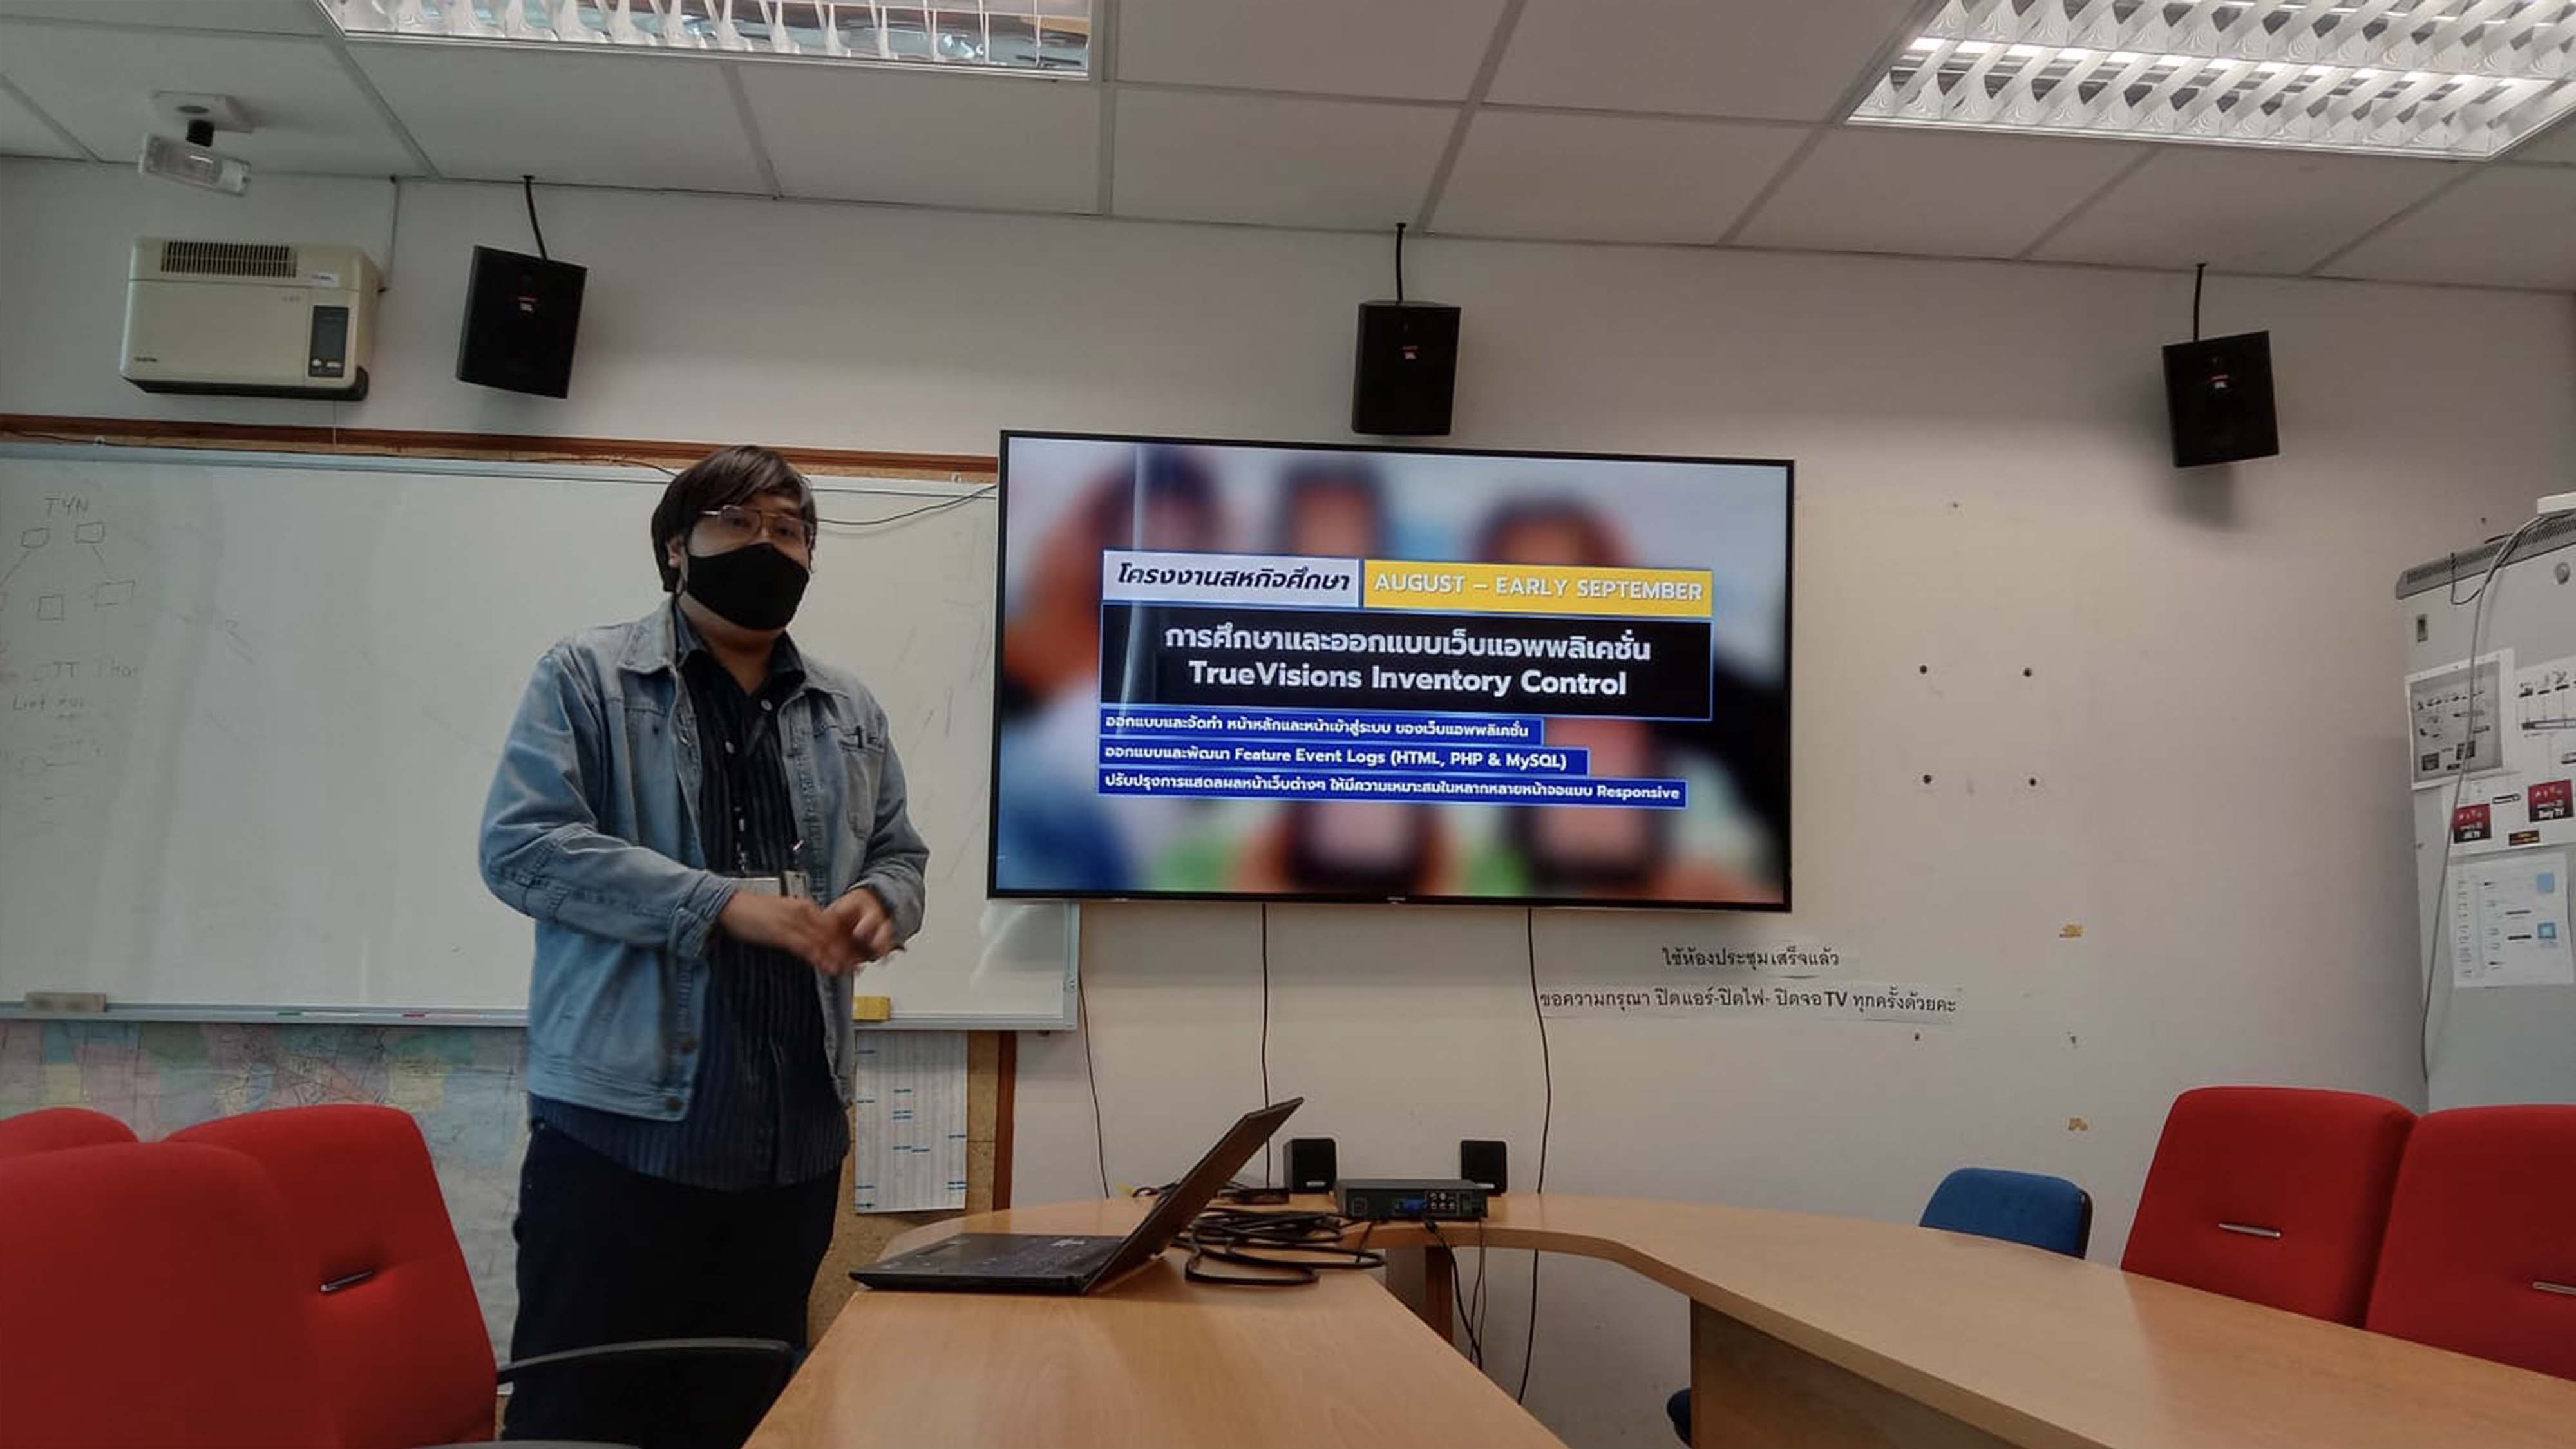 TYN
โครงงานสหกิจศึกษา
AUGUST – EARLY SEPTEMBER
การศึกษาและออกแบบเว็บแอพพลิเคชั่น
TrueVisions Inventory Control
ออกแบบและจัดทำ หน้าหลักและหน้าเข้าสู่ระบบ ของเว็บแอพพลิเคชั่น
ออกแบบและพัฒนา Feature Event Logs (HTML, PHP & MySQL)
ปรับปรุงการแสดลผลหน้าเว็บต่างๆ ให้มีความเหมาะสมในหลากหลายหน้าจอแบบ Responsive
ใช้ห้องประชุมเสร็จแล้ว
ขอความกรุณา ปิดแอร์-ปิดไฟ- ปิดจอ TV ทุกครั้งด้วยคะ